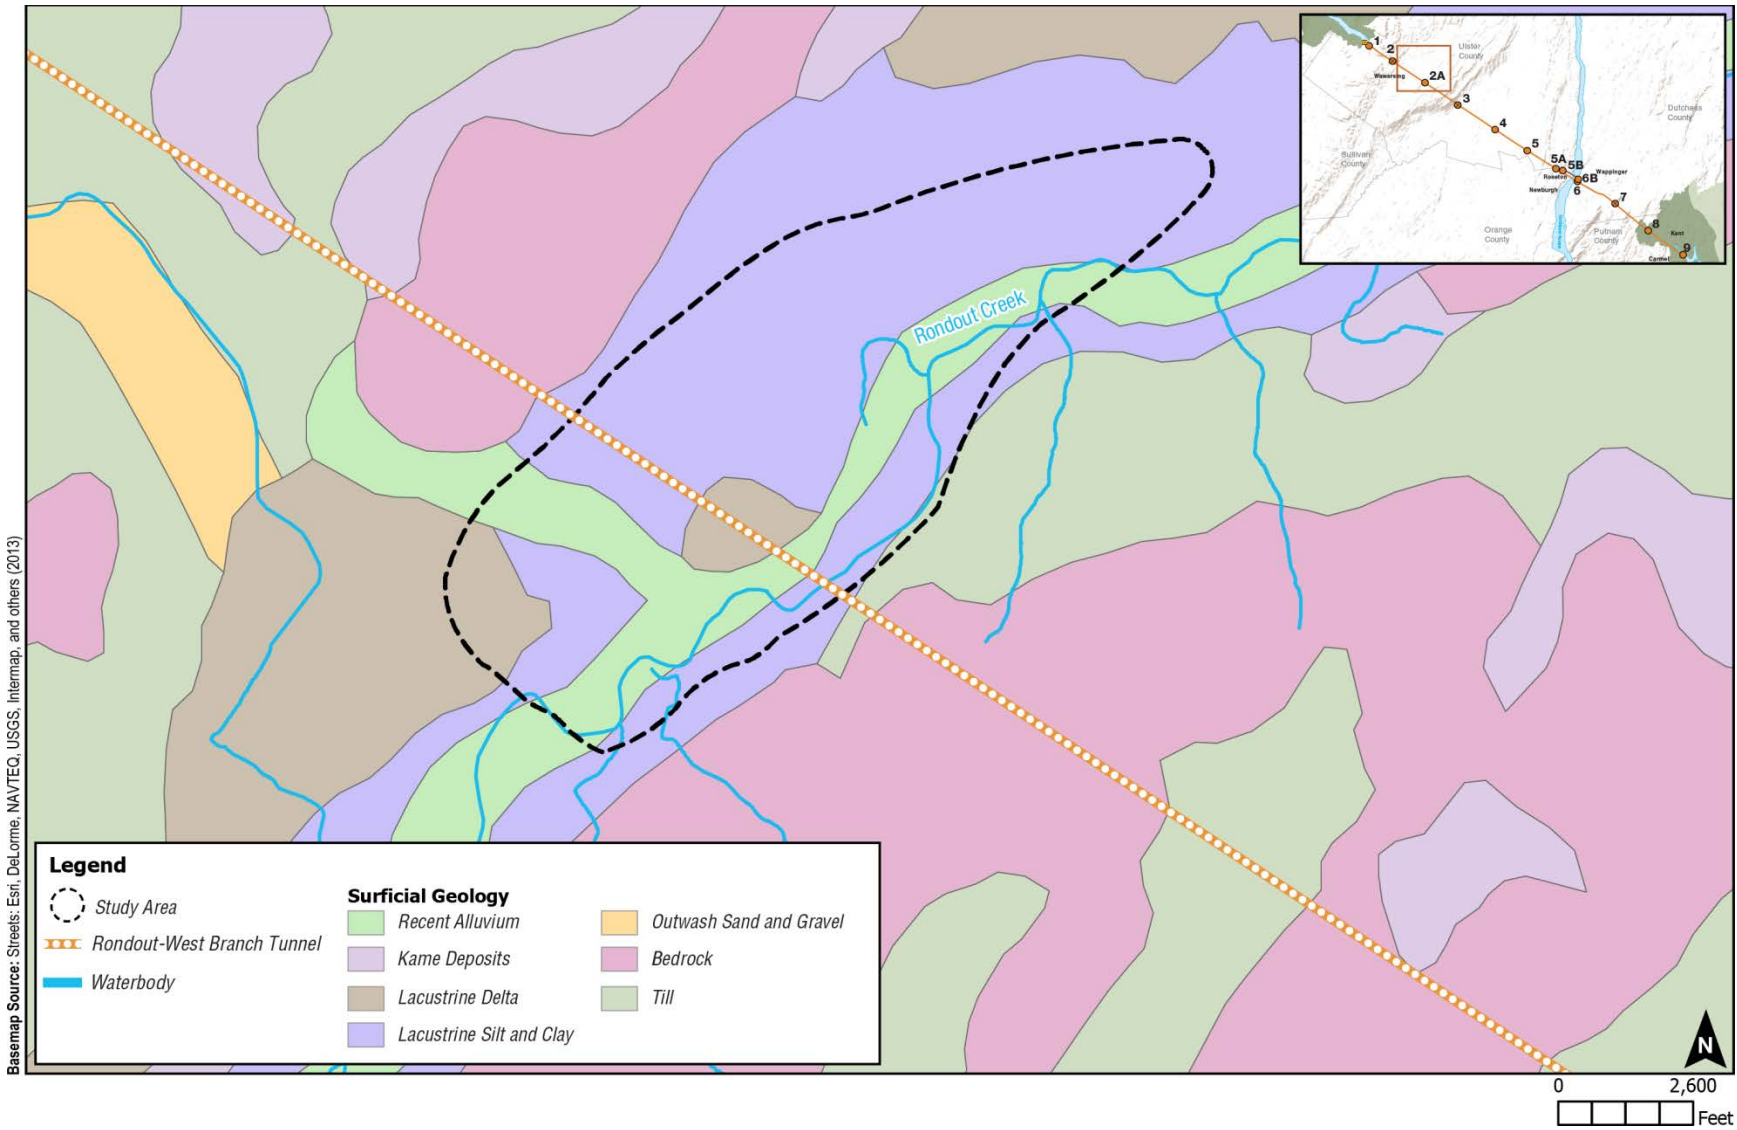 1
2
Ulster
County
Wawarsing
2A
3
Dutchess
County
4
Sullivan
County
5
5A
5B
Roseton
Wappinger
6B
Newburgh
6
7
Orange
County
Putnam
County
8
Kent
9
Carmel
Rondout Creek
Basemap Source: Streets: Esri, DeLorme, NAVTEQ, USGS, Intermap, and others (2013)
Legend
Study Area
Rondout-West Branch Tunnel
Waterbody
Surficial Geology
Recent Alluvium
Kame Deposits
Lacustrine Delta
Lacustrine Silt and Clay
Outwash Sand and Gravel
Bedrock
Till
N
0 2,600
Feet